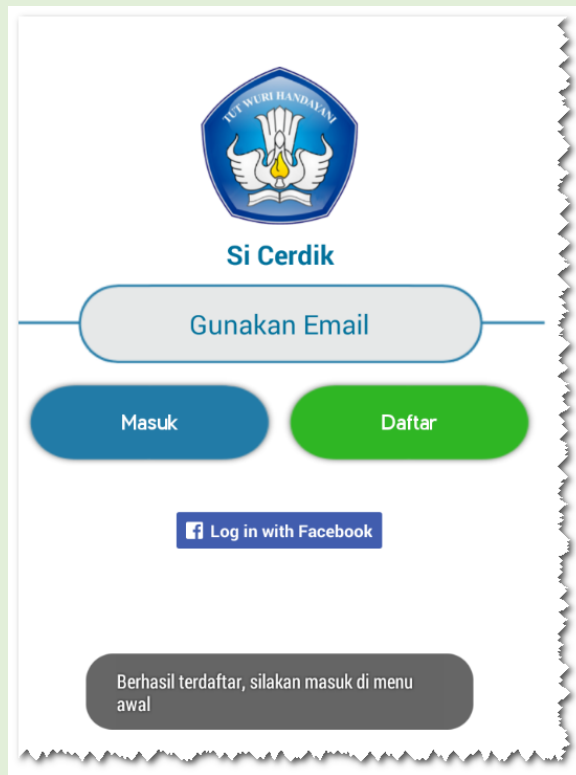 TUT WURI HANDAYANI
Si Cerdik
Gunakan Email
Masuk
Daftar
Log in with Facebook
Berhasil terdaftar, silakan masuk di menu
awal